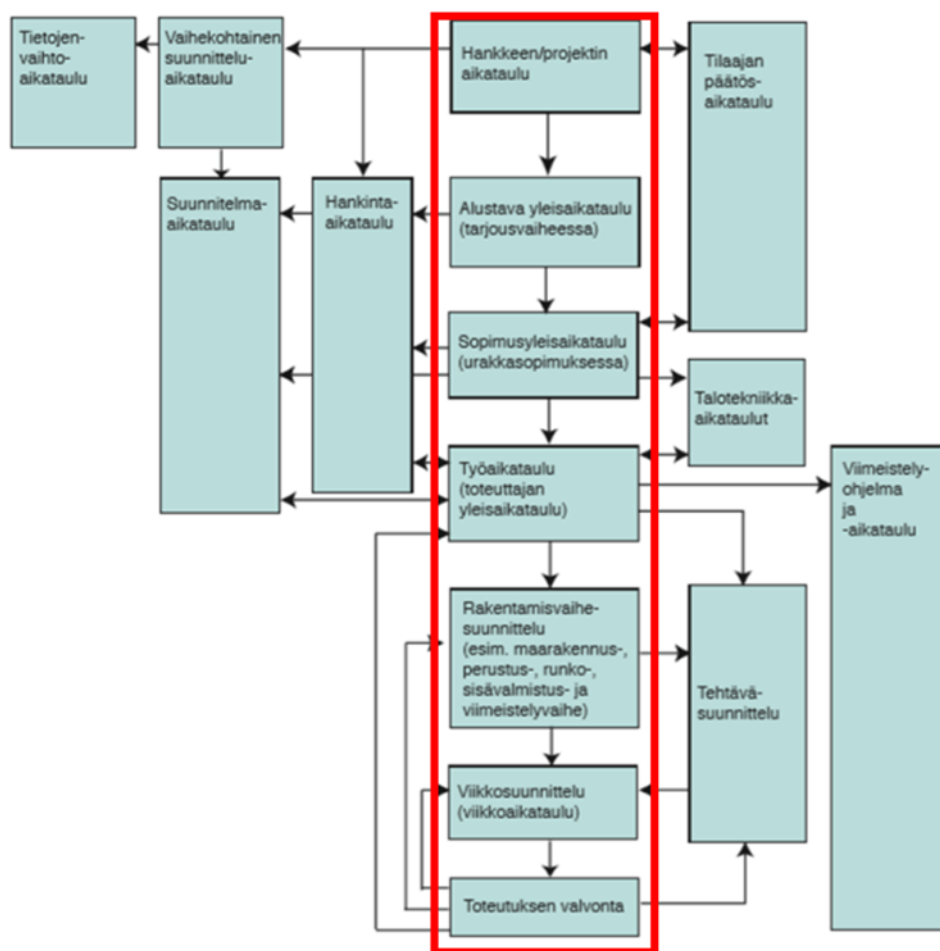 Tietojen-
vaihto-
aikataulu
Vaihekohtainen
suunnittelu-
aikataulu
Hankkeen/projektin
aikataulu
Tilaajan
päätös-
aikataulu
Suunnitelma-
aikataulu
Hankinta-
aikataulu
Alustava yleisaikataulu
(tarjousvaiheessa)
Sopimusyleisaikataulu
(urakkasopimuksessa)
Talotekniikka-
aikataulut
Työaikataulu
(toteuttajan
yleisaikataulu)
Viimeistely-
ohjelma
ja
-aikataulu
Rakentamisvaihe-
suunnittelu
(esim. maarakennus-,
perustus-, runko-,
sisävalmistus- ja
viimeistelyvaihe)
Tehtävä-
suunnittelu
Viikkosuunnittelu
(viikkoaikataulu)
Toteutuksen valvonta